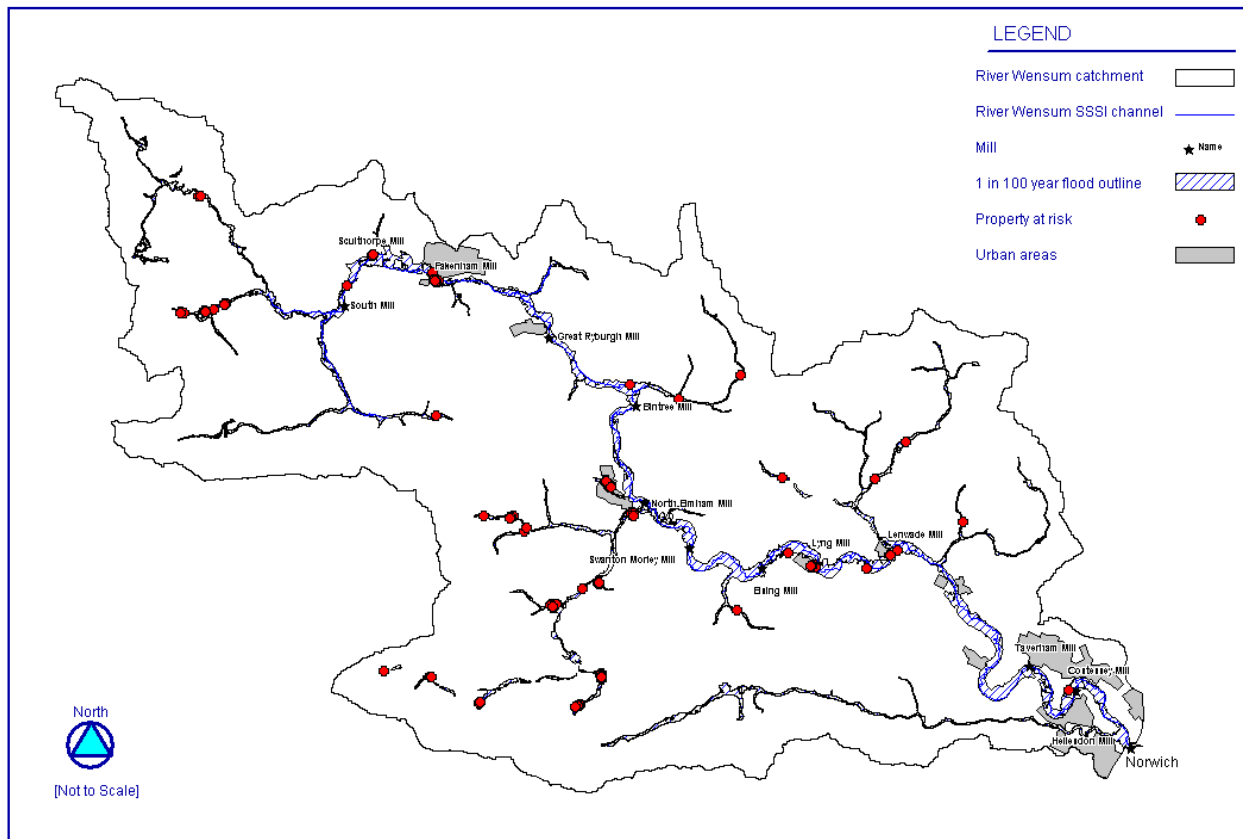 LEGEND
River Wensum catchment
River Wensum SSSI channel
Mill
Name
1 in 100 year flood outline
Property at risk
Urban areas
Sculthorpe Mill
Fakenham Mill
South Mill
Great Ryburgh Mill
Bintree Mill
North Elmham Mill
Swanton Morley Mill
Lyng Mill
Lenwade Mill
Elsing Mill
Taverham Mill
Costessey Mill
Hellesdon Mill
Norwich
North
[Not to Scale]